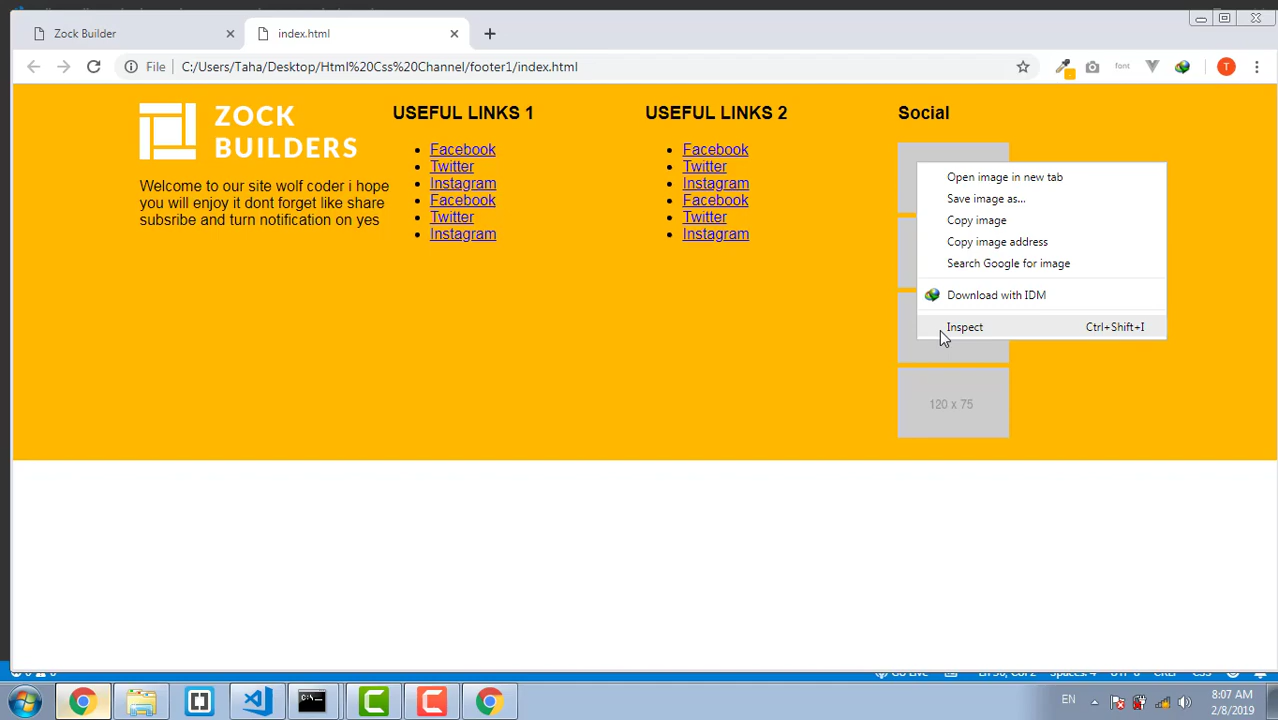 Zock Builder
index.html
File
C:/Users/Taha/Desktop/Html%20Css%20Channel/footer1/index.html
font
T
ZOCK
BUILDERS
Welcome to our site wolf coder i hope
you will enjoy it dont forget like share
subsribe and turn notification on yes
USEFUL LINKS 1
Facebook
Twitter
Instagram
Facebook
Twitter
Instagram
USEFUL LINKS 2
Facebook
Twitter
Instagram
Facebook
Twitter
Instagram
Social
Open image in new tab
Save image as...
Copy image
Copy image address
Search Google for image
Download with IDM
Inspect Ctrl+Shift+I
120 x 75
EN
8:07 AM
2/8/2019